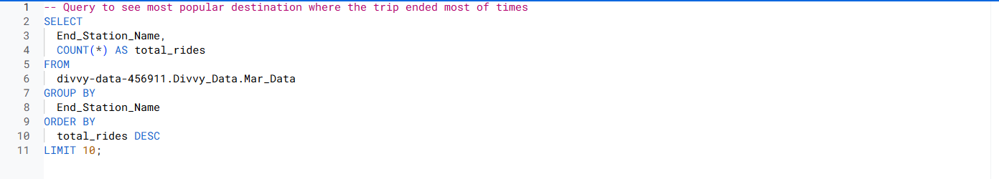 1 -- Query to see most popular destination where the trip ended most of times
2 SELECT
3 End_Station_Name,
4 COUNT(*) AS total_rides
5 FROM
6 divvy-data-456911.Divvy_Data.Mar_Data
7 GROUP BY
8 End_Station_Name
9 ORDER BY
10 total_rides DESC
11 LIMIT 10;